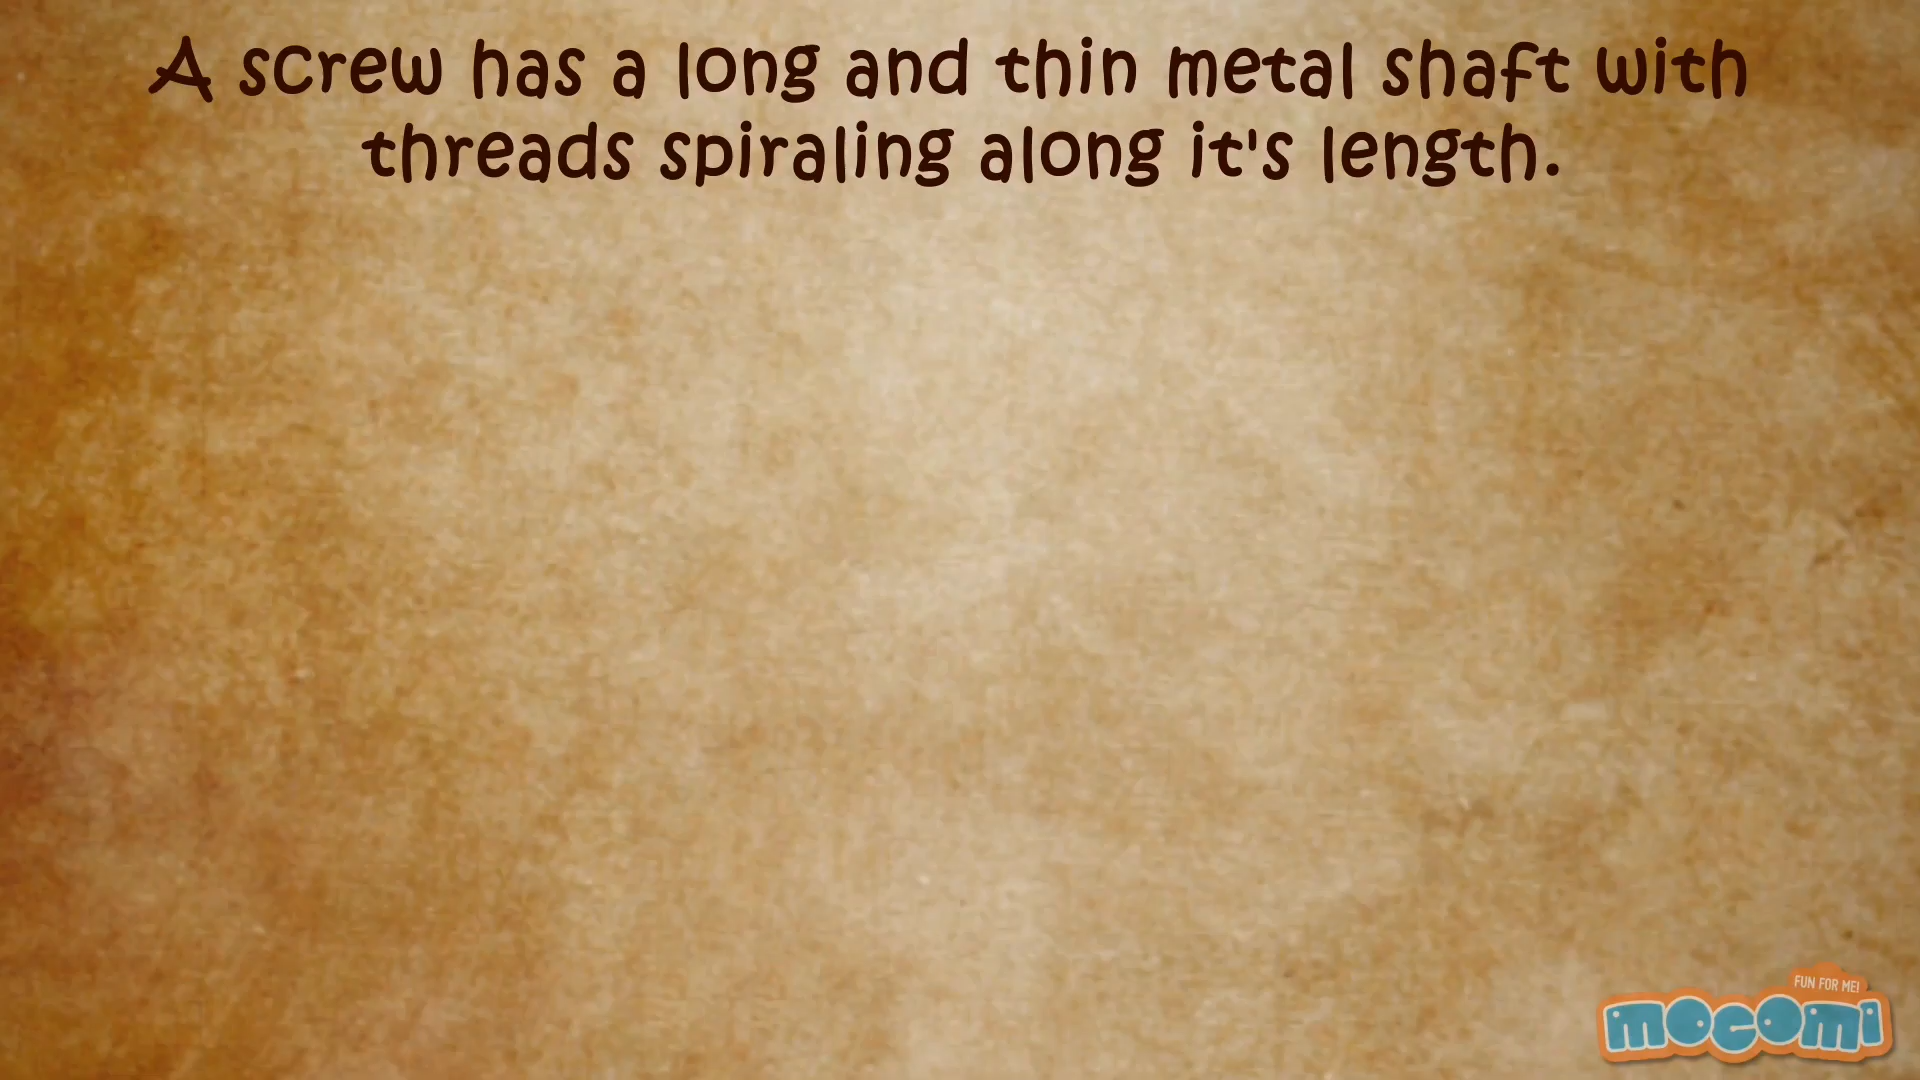 A screw has a long and thin metal shaft with
threads spiraling along it's length.
FUN FOR ME!
mocomi